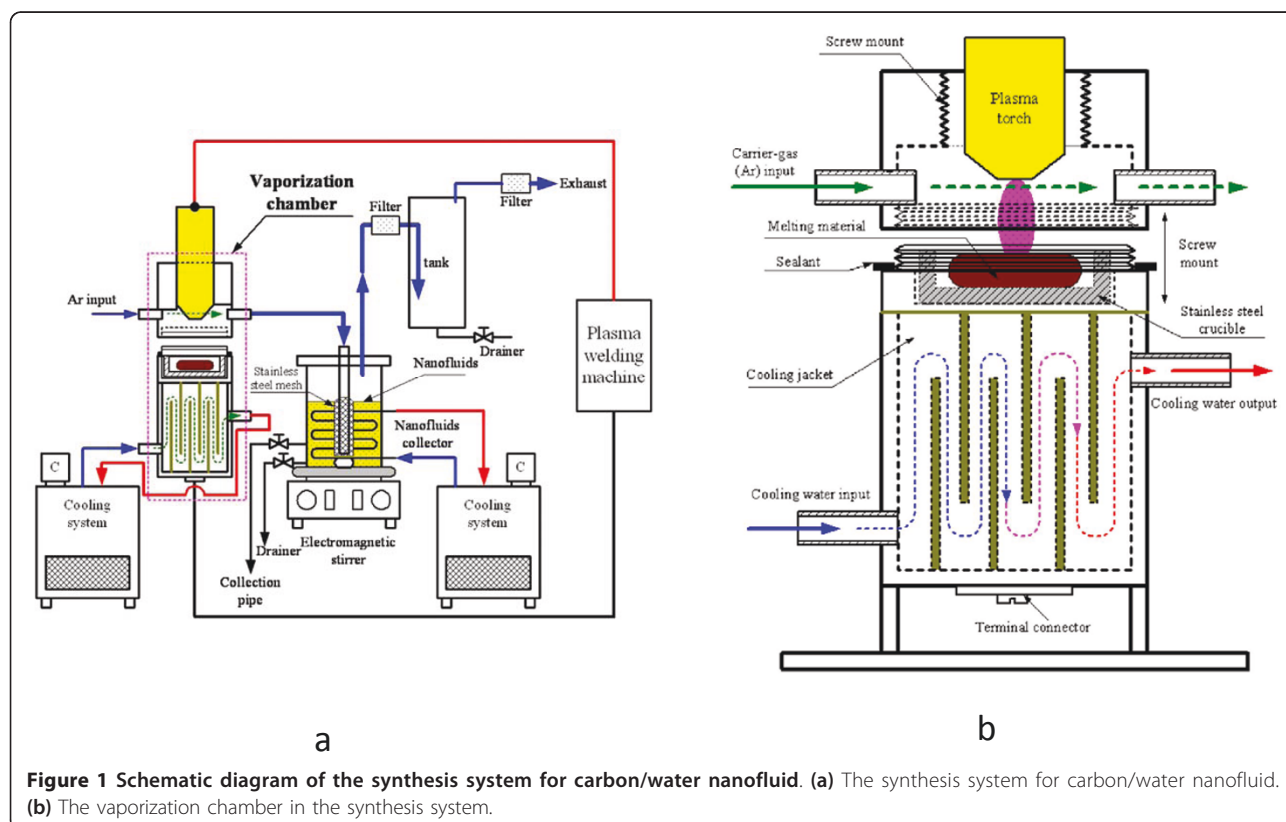 Vaporization
chamber
Ar input
Filter
Filter
Exhaust
tank
Drainer
Plasma
welding
machine
Stainless
steel mesh
Nanofluids
Nanofluids
collector
C
Cooling
system
C
Cooling
system
Drainer
Electromagnetic
stirrer
Collection
pipe
a
Screw mount
Plasma
torch
Carrier-gas
(Ar) input
Melting material
Sealant
Screw
mount
Stainless steel
crucible
Cooling jacket
Cooling water output
Cooling water input
Terminal connector
b
Figure 1 Schematic diagram of the synthesis system for carbon/water nanofluid. (a) The synthesis system for carbon/water nanofluid.
(b) The vaporization chamber in the synthesis system.